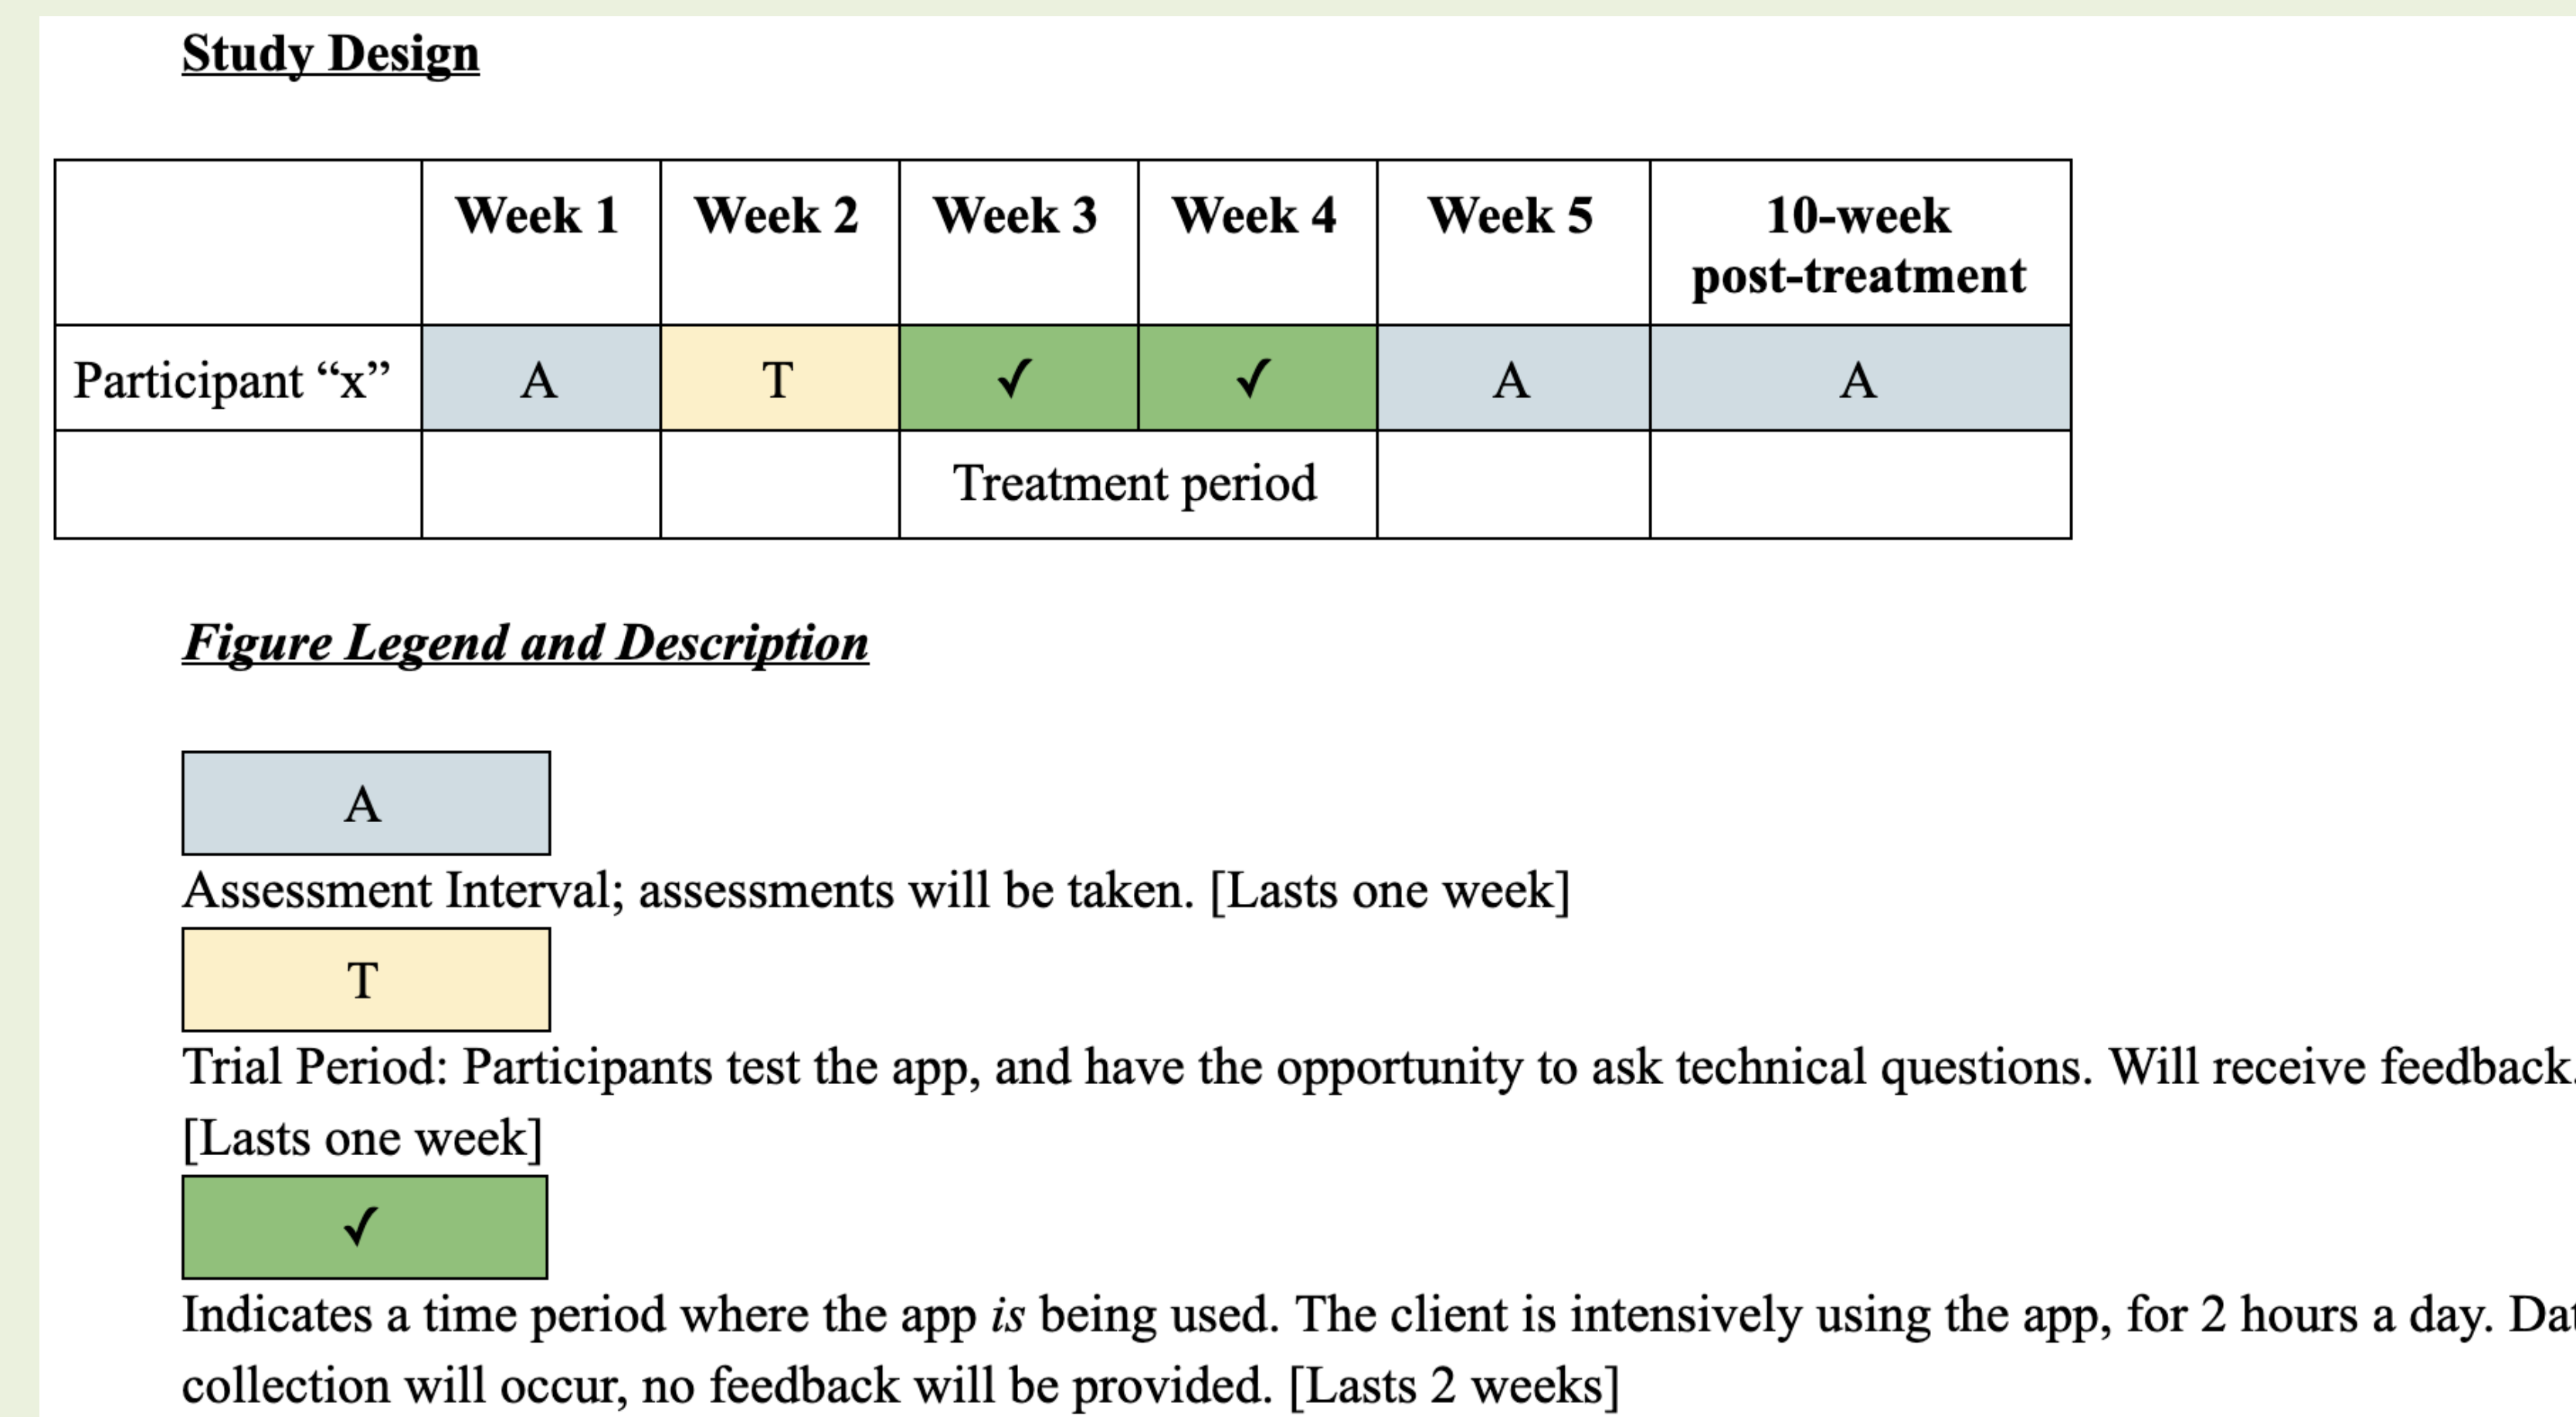 Study Design
Week 1 Week 2 Week 3 Week 4 Week 5 10-week
post-treatment
Participant “x” A T ✓ ✓ A A
Treatment period
Figure Legend and Description
A
Assessment Interval; assessments will be taken. [Lasts one week]
T
Trial Period: Participants test the app, and have the opportunity to ask technical questions. Will receive feedback.
[Lasts one week]
✓
Indicates a time period where the app is being used. The client is intensively using the app, for 2 hours a day.
collection will occur, no feedback will be provided. [Lasts 2 weeks]